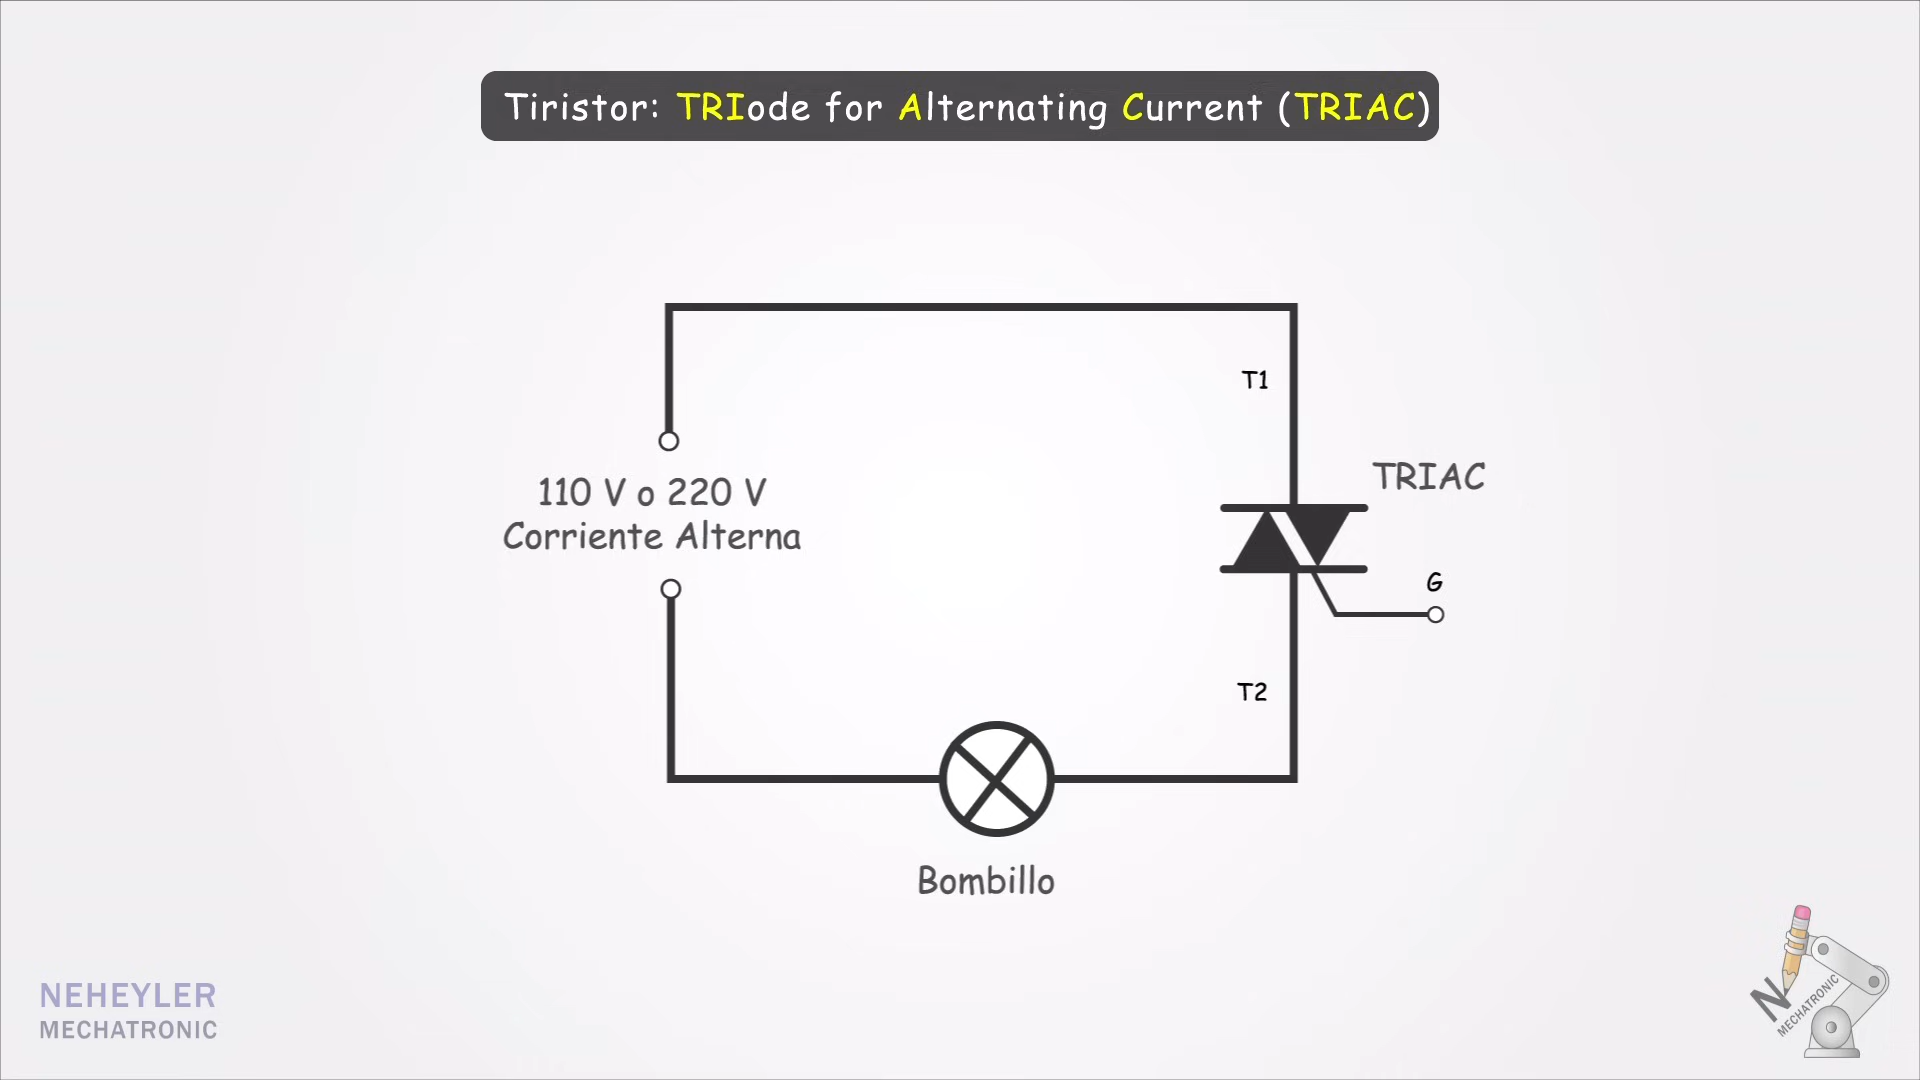 Tiristor: TRIode for Alternating Current (TRIAC)
T1
TRIAC
110 V o 220 V
Corriente Alterna
G
T2
Bombillo
NEHEYLER
MECHATRONIC
N
MECHATRONIC